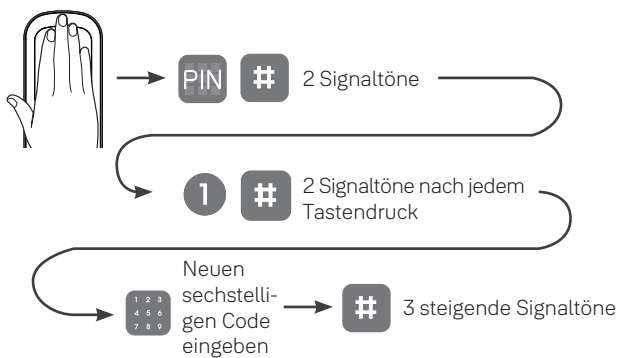 PIN # 2 Signaltöne
1 # 2 Signaltöne nach jedem
Tastendruck
Neuen
sechstelli-
gen Code
eingeben
1 2 3
4 5 6
7 8 9
# 3 steigende Signaltöne